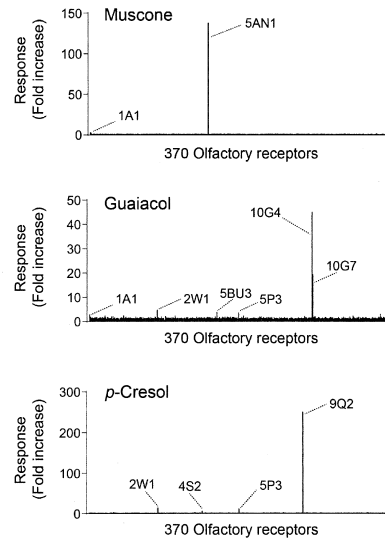 Muscone
Response
(Fold increase)
150
100
50
0
5AN1
1A1
370 Olfactory receptors
Guaiacol
Response
(Fold increase)
50
40
30
20
10
0
10G4
10G7
1A1
2W1
5BU3
5P3
370 Olfactory receptors
p-Cresol
Response
(Fold increase)
300
200
100
0
9Q2
2W1
4S2
5P3
370 Olfactory receptors